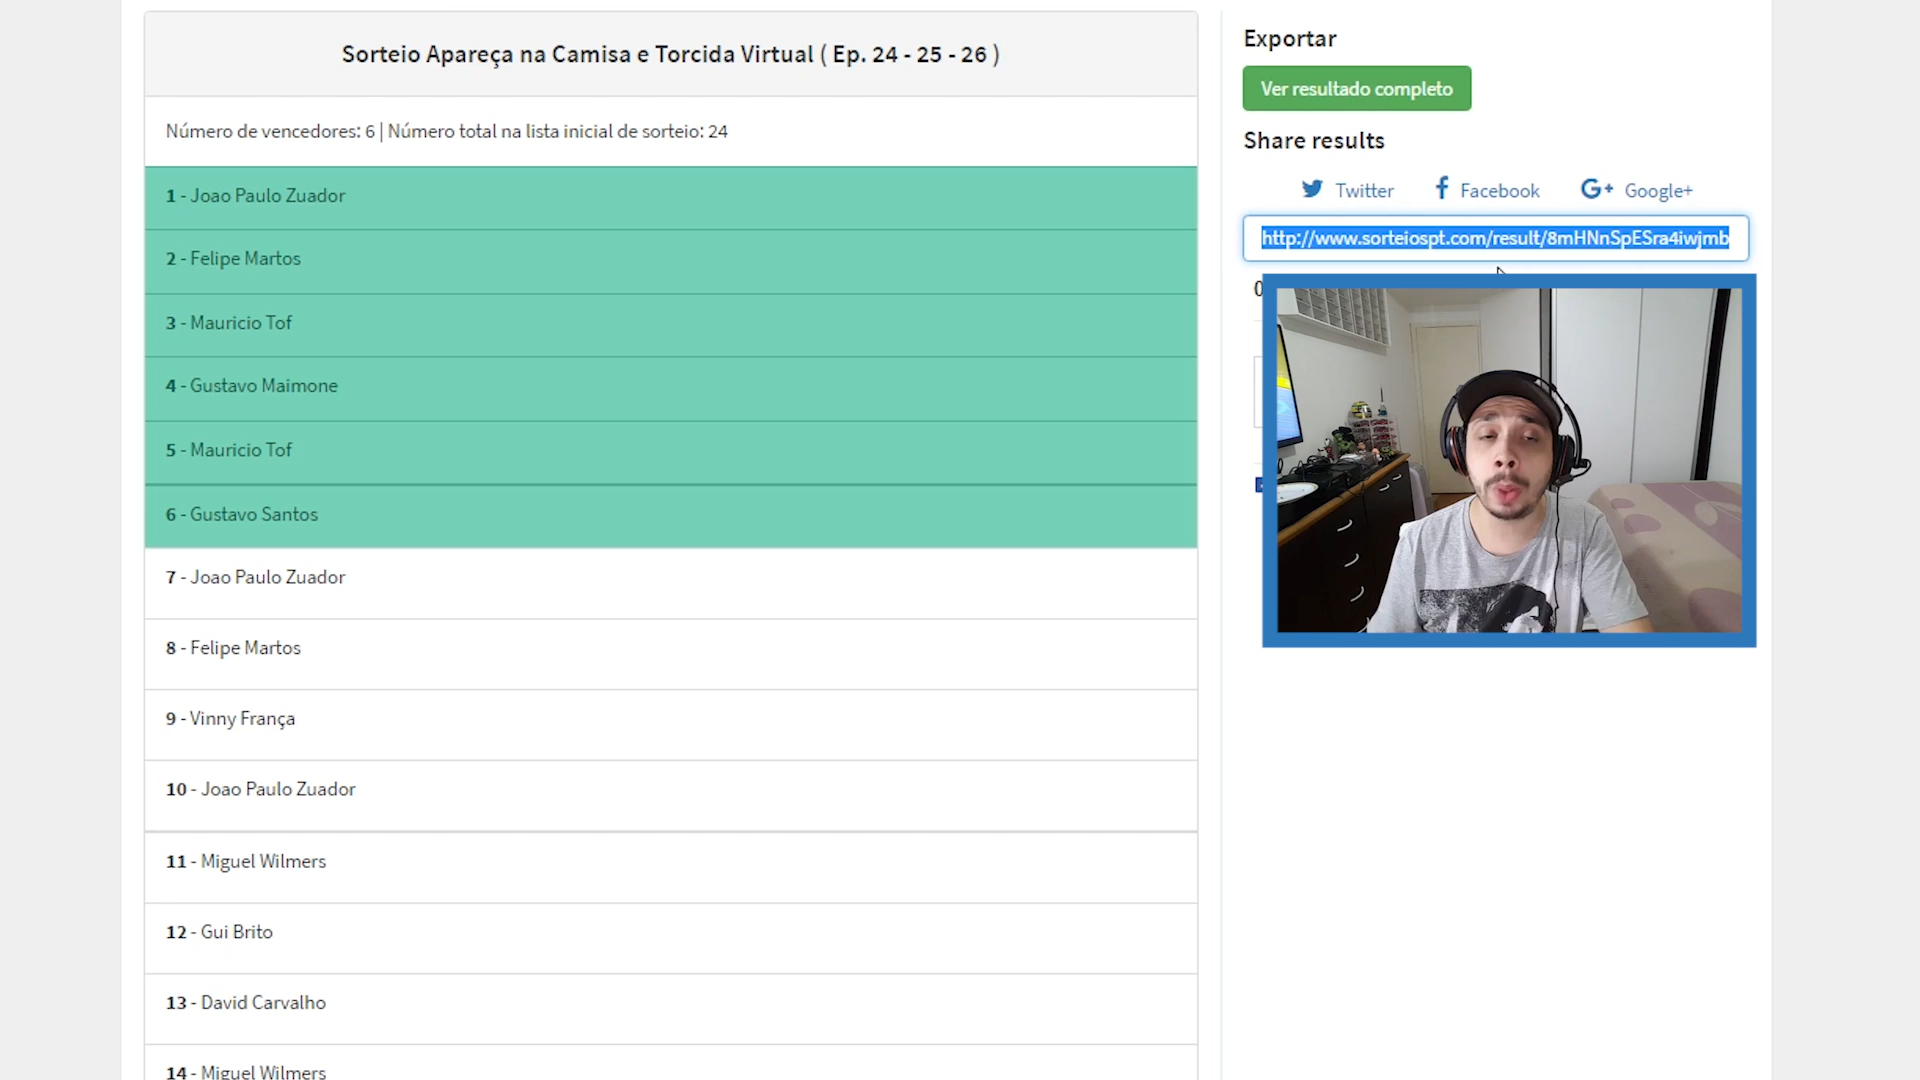 Sorteio Apareça na Camisa e Torcida Virtual ( Ep. 24 - 25 - 26 )
Número de vencedores: 6 | Número total na lista inicial de sorteio: 24
1 - Joao Paulo Zuador
2 - Felipe Martos
3 - Mauricio Tof
4 - Gustavo Maimone
5 - Mauricio Tof
6 - Gustavo Santos
7 - Joao Paulo Zuador
8 - Felipe Martos
9 - Vinny França
10 - Joao Paulo Zuador
11 - Miguel Wilmers
12 - Gui Brito
13 - David Carvalho
14 - Miguel Wilmers
Exportar
Ver resultado completo
Share results
Twitter
Facebook
G+ Google+
http://www.sorteiospt.com/result/8mHNnSpESra4iwjmb